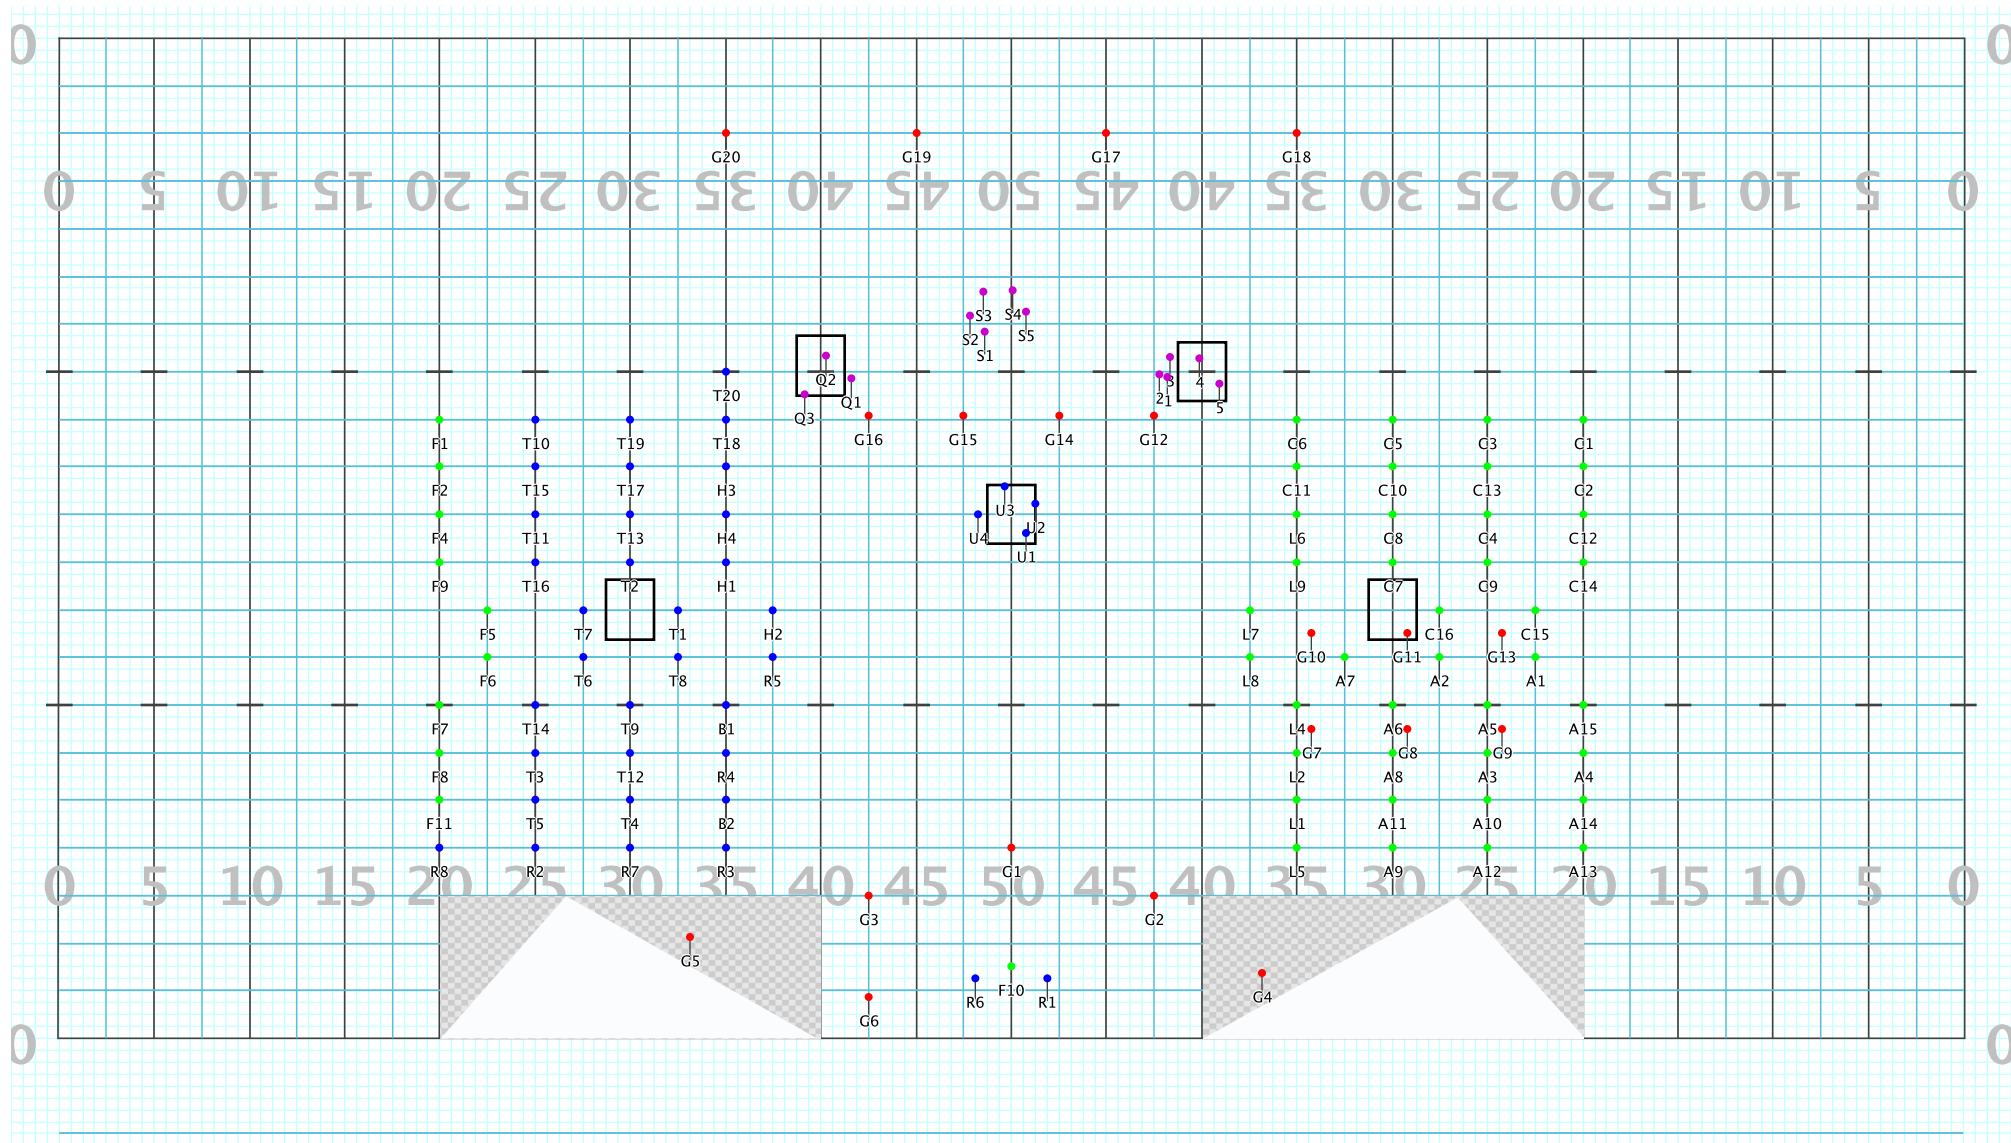 0 0
G20 G19 G17 G18
0 5 10 15 20 25 30 35 40 45 50 45 40 35 30 25 20 15 10 5 0
S3 S4
S2 S5
S1
Q2 3 4
T20 Q1 2 1 5
Q3
F1 T10 T19 T18 G16 G15 G14 G12 C6 C5 C3 C1
F2 T15 T17 H3 C11 C10 C13 C2
U3
U2
F4 T11 T13 H4 U4 L6 C8 C4 C12
U1
F9 T16 T2 H1 L9 C7 C9 C14
F5 T7 T1 H2 L7 C16 C15
G10 G11 G13
F6 T6 T8 R5 L8 A7 A2 A1
F7 T14 T9 B1 L4 A6 A5 A15
G7 G8 G9
F8 T3 T12 R4 L2 A8 A3 A4
F11 T5 T4 B2 L1 A11 A10 A14
R8 R2 R7 R3 G1 L5 A9 A12 A13
0 5 10 15 20 25 30 35 40 45 50 45 40 35 30 25 20 15 10 5 0
G3 G2
G5
R6 F10 R1 G4
G6
0 0